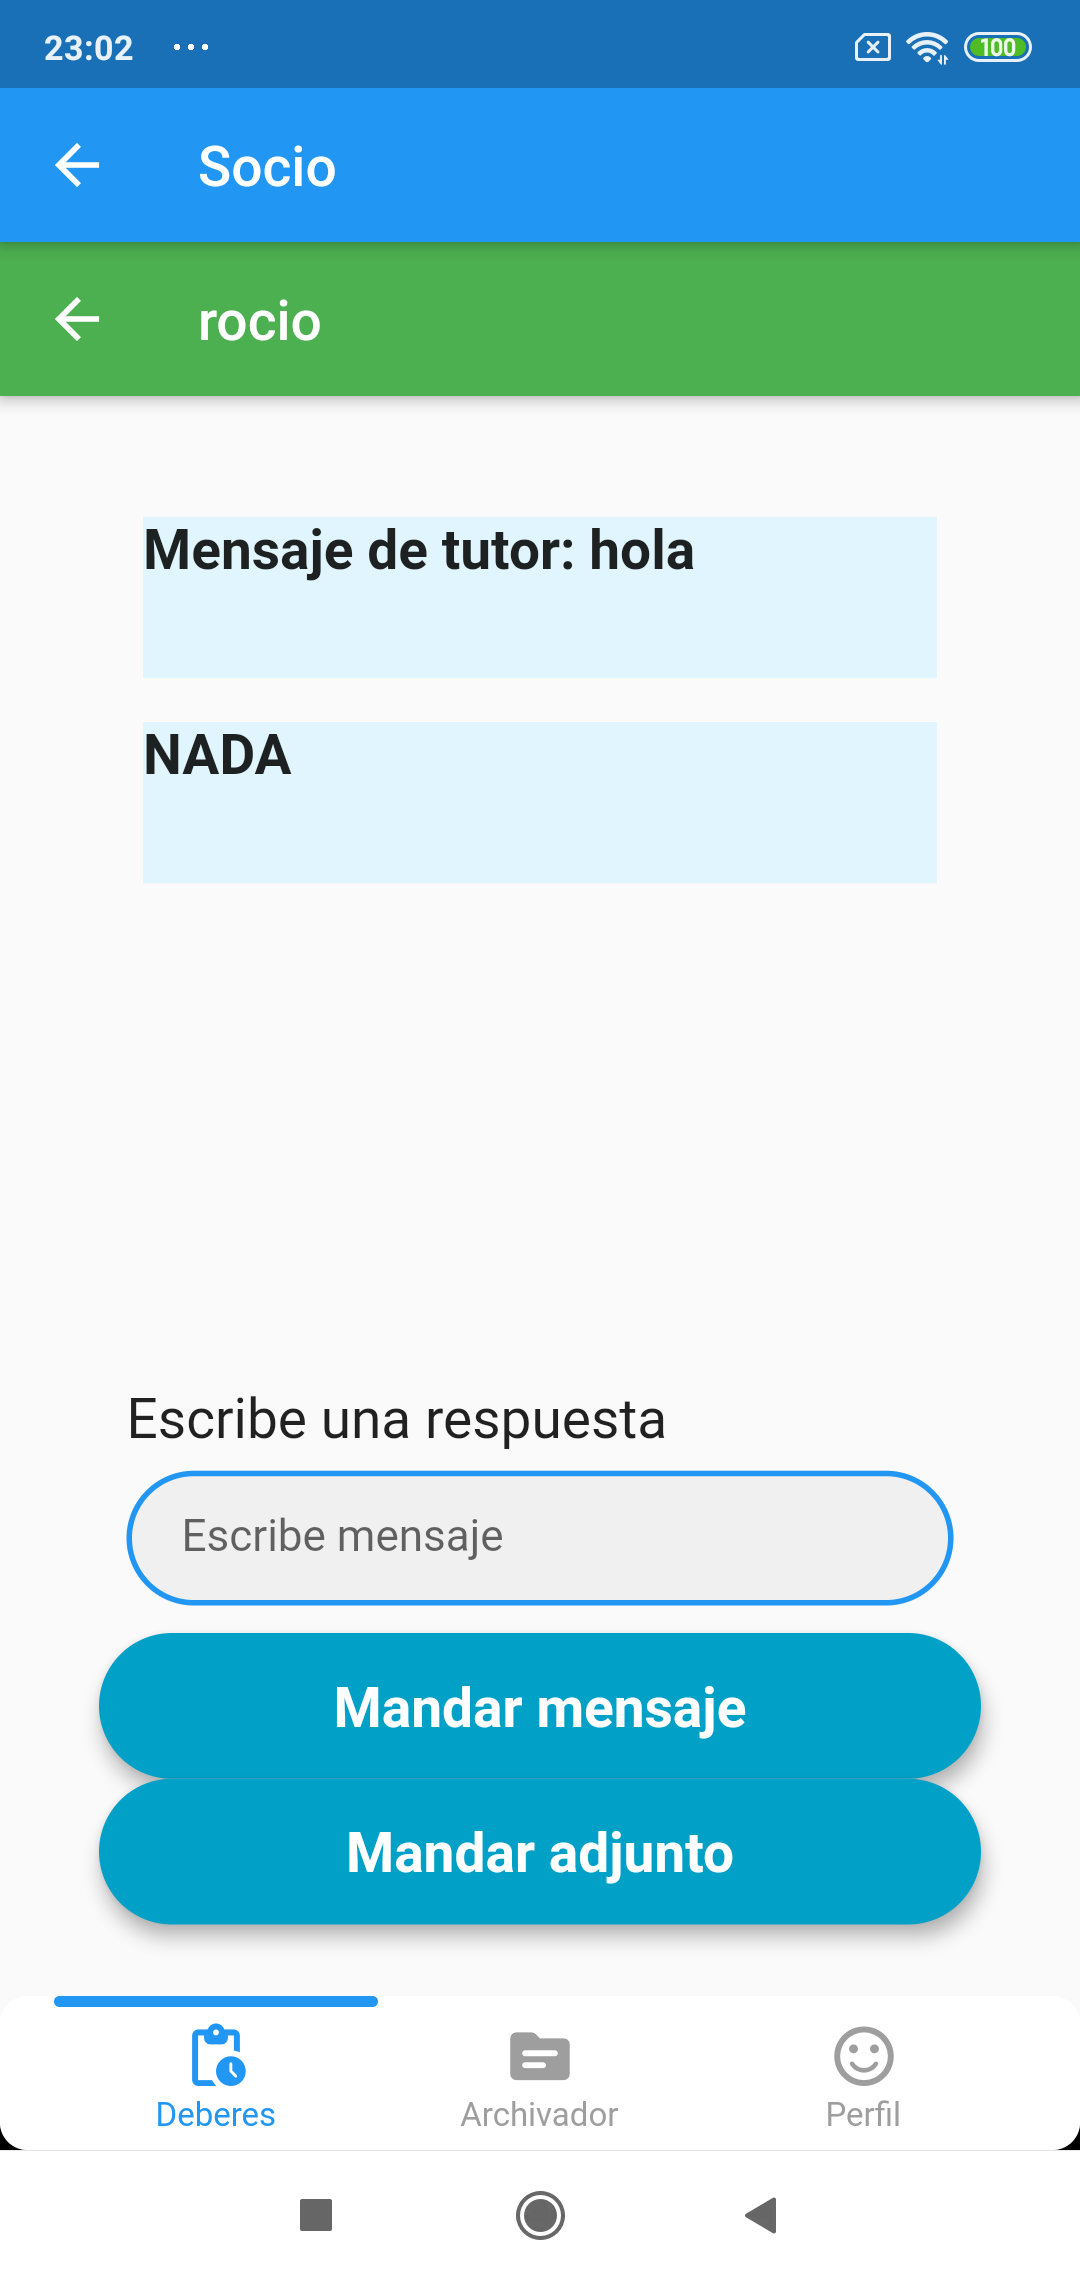 23:02
100
Socio
rocio
Mensaje de tutor: hola
NADA
Escribe una respuesta
Escribe mensaje
Mandar mensaje
Mandar adjunto
Deberes
Archivador
Perfil